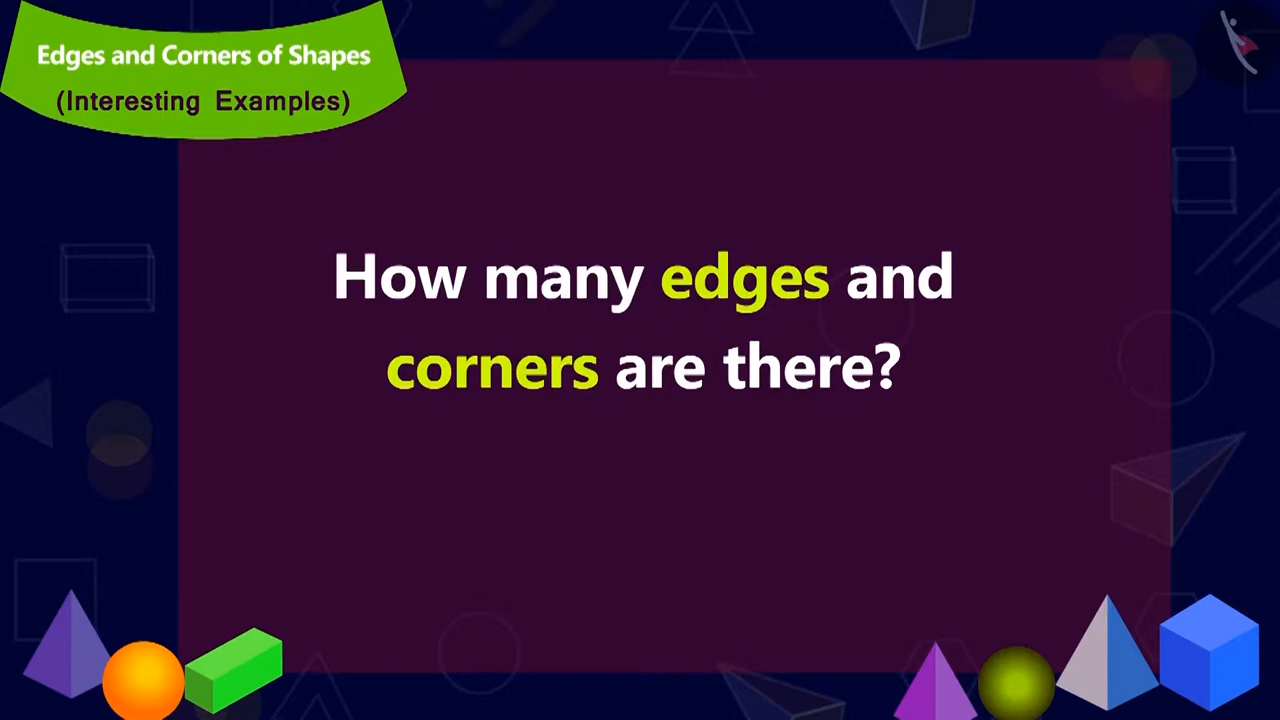 Edges and Corners of Shapes
(Interesting Examples)
How many edges and
corners are there?